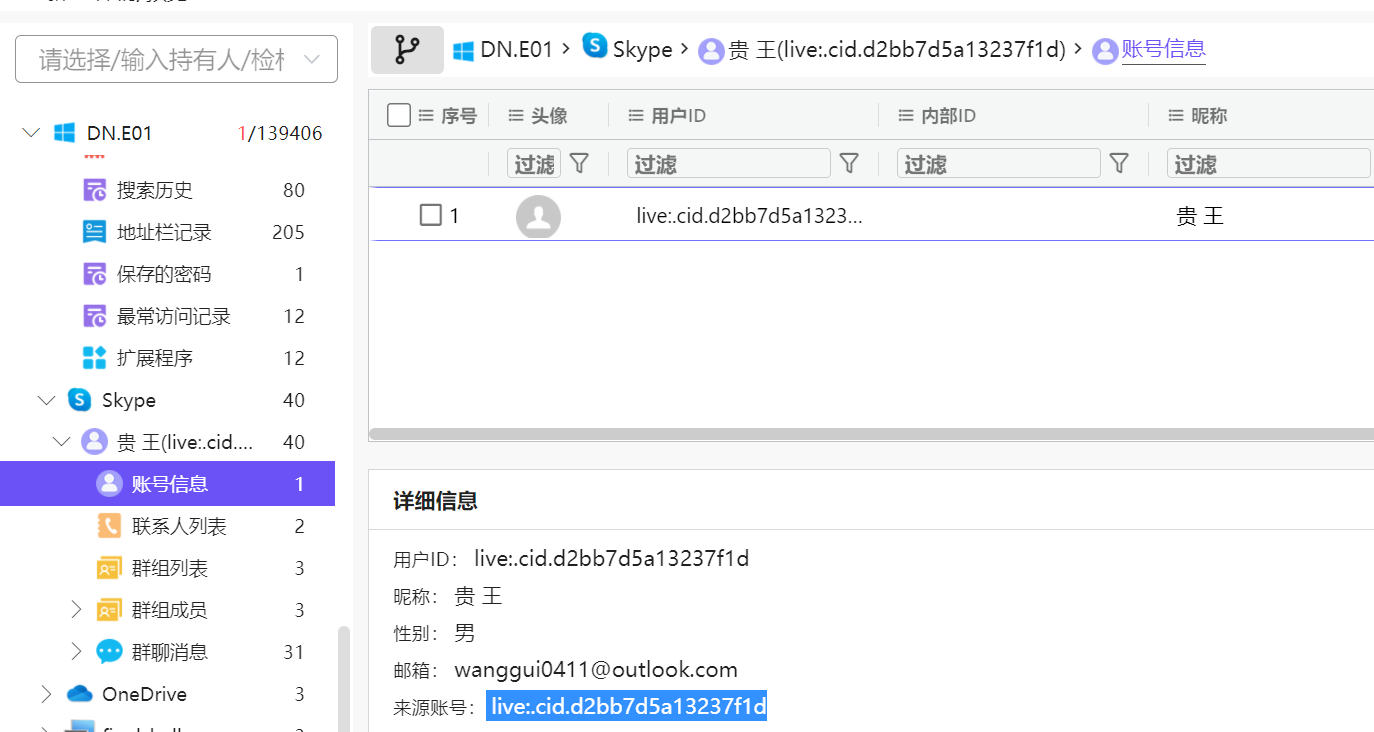 请选择/输入持有人/检
DN.E01 1/139406
搜索历史 80
地址栏记录 205
保存的密码 1
最常访问记录 12
扩展程序 12
Skype 40
贵 王(live:.cid.... 40
账号信息 1
联系人列表 2
群组列表 3
群组成员 3
群聊消息 31
OneDrive 3
DN.E01 > Skype > 贵 王(live:.cid.d2bb7d5a13237f1d) > 账号信息
序号 头像 用户ID 内部ID 昵称
过滤 过滤 过滤 过滤
1 live:.cid.d2bb7d5a1323... 贵 王
详细信息
用户ID: live:.cid.d2bb7d5a13237f1d
昵称: 贵 王
性别: 男
邮箱: wanggui0411@outlook.com
来源账号: live:.cid.d2bb7d5a13237f1d